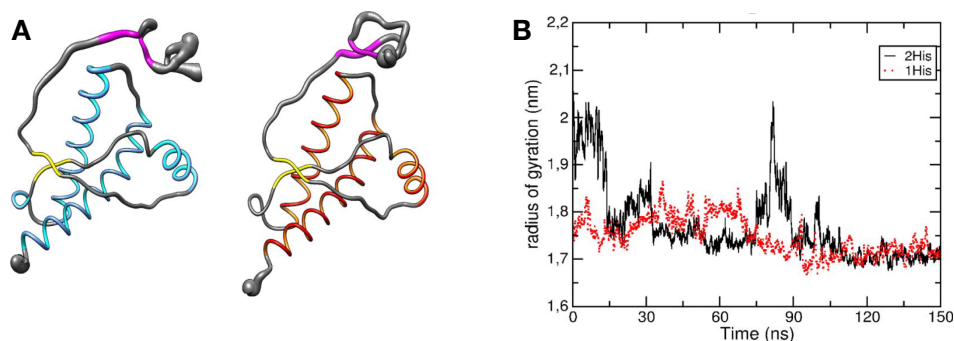 A
B
2His
1His
radius of gyration (nm)
2,2
2,1
2
1,9
1,8
1,7
1,6
0
30
60
90
120
150
Time (ns)